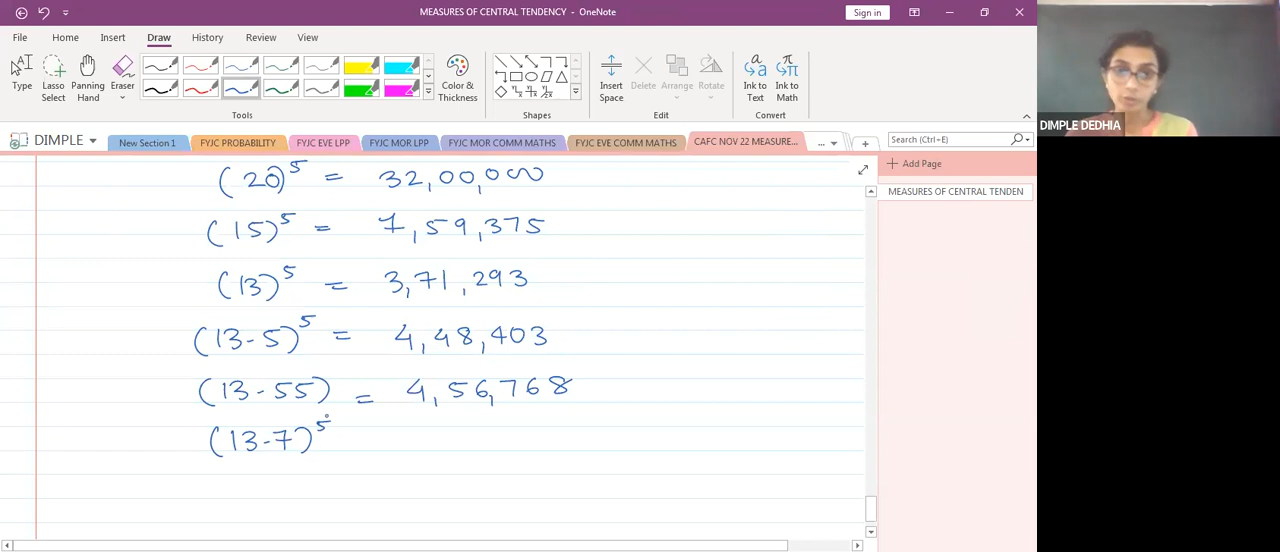 MEASURES OF CENTRAL TENDENCY - OneNote
Sign in
File Home Insert Draw History Review View
Type
Lasso Select
Panning Hand
Eraser
Color & Thickness
Insert Space
Delete
Arrange
Rotate
Ink to Text
Ink to Math
Tools
Shapes
Edit
DIMPLE
New Section 1
FYJC PROBABILITY
FYJC EVE LPP
FYJC MOR LPP
FYJC MOR COMM MATHS
FYJC EVE COMM MATHS
CAFC NOV 22 MEASURE...
...
Search (Ctrl+E)
Add Page
MEASURES OF CENTRAL TENDEN
DIMPLE DEDHIA
(20)^5 = 32,00,000
(15)^5 = 7,59,375
(13)^5 = 3,71,293
(13-5)^5 = 4,48,403
(13-55) = 4,56,768
(13-7)^5